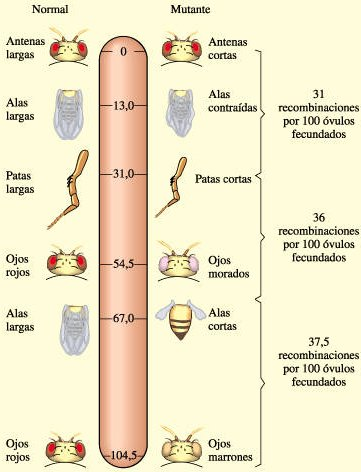 Normal
Mutante
Antenas
largas
0
Antenas
cortas
Alas
largas
13,0
Alas
contraídas
31
recombinaciones
por 100 óvulos
fecundados
Patas
largas
31,0
Patas cortas
36
recombinaciones
por 100 óvulos
fecundados
Ojos
rojos
54,5
Ojos
morados
Alas
largas
67,0
Alas
cortas
37,5
recombinaciones
por 100 óvulos
fecundados
Ojos
rojos
104,5
Ojos
marrones